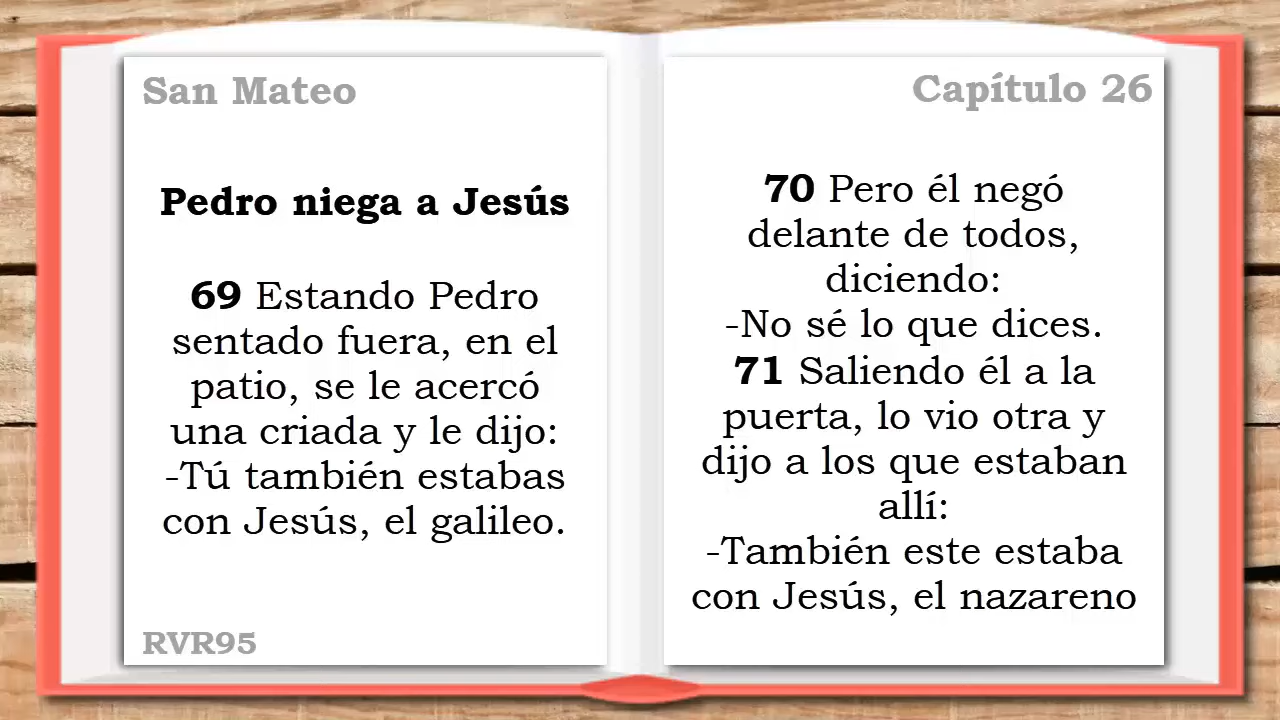 San Mateo
Pedro niega a Jesús
69 Estando Pedro
sentado fuera, en el
patio, se le acercó
una criada y le dijo:
-Tú también estabas
con Jesús, el galileo.
RVR95
Capítulo 26
70 Pero él negó
delante de todos,
diciendo:
-No sé lo que dices.
71 Saliendo él a la
puerta, lo vio otra y
dijo a los que estaban
allí:
-También este estaba
con Jesús, el nazareno